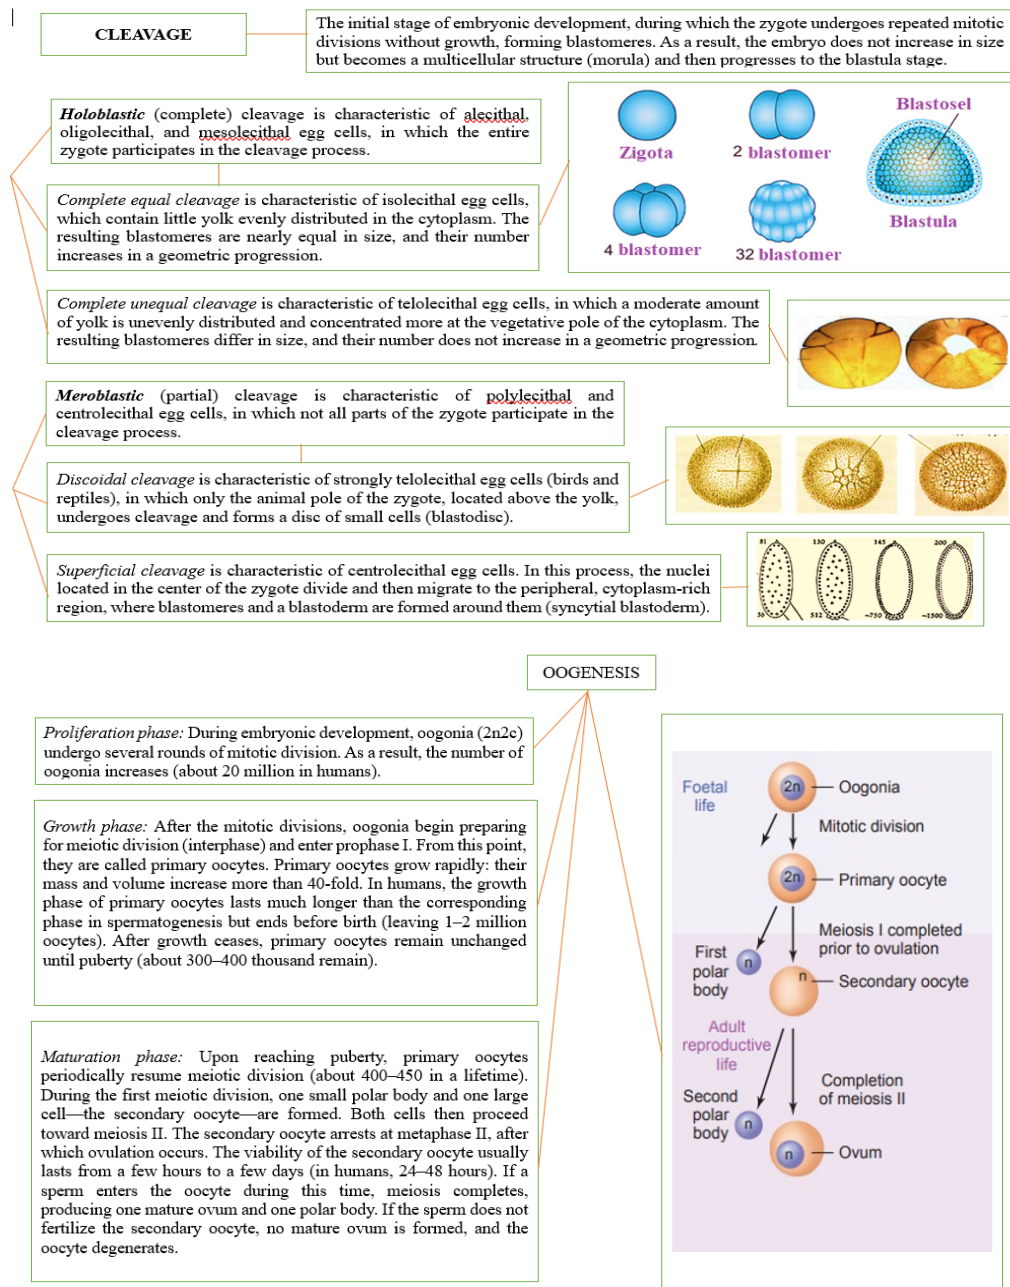 CLEAVAGE
The initial stage of embryonic development, during which the zygote undergoes repeated mitotic
divisions without growth, forming blastomeres. As a result, the embryo does not increase in size
but becomes a multicellular structure (morula) and then progresses to the blastula stage.
Holoblastic (complete) cleavage is characteristic of alecithal,
oligolecithal, and mesolecithal egg cells, in which the entire
zygote participates in the cleavage process.
Complete equal cleavage is characteristic of isolecithal egg cells,
which contain little yolk evenly distributed in the cytoplasm. The
resulting blastomeres are nearly equal in size, and their number
increases in a geometric progression.
Zigota
2 blastomer
Blastosel
4 blastomer
32 blastomer
Blastula
Complete unequal cleavage is characteristic of telolecithal egg cells, in which a moderate amount
of yolk is unevenly distributed and concentrated more at the vegetative pole of the cytoplasm. The
resulting blastomeres differ in size, and their number does not increase in a geometric progression.
Meroblastic (partial) cleavage is characteristic of polylecithal and
centrolecithal egg cells, in which not all parts of the zygote participate in the
cleavage process.
Discoidal cleavage is characteristic of strongly telolecithal egg cells (birds and
reptiles), in which only the animal pole of the zygote, located above the yolk,
undergoes cleavage and forms a disc of small cells (blastodisc).
Superficial cleavage is characteristic of centrolecithal egg cells. In this process, the nuclei
located in the center of the zygote divide and then migrate to the peripheral, cytoplasm-rich
region, where blastomeres and a blastoderm are formed around them (syncytial blastoderm).
81 130 145 200
512 ~750 ~1500
OOGENESIS
Proliferation phase: During embryonic development, oogonia (2n2c)
undergo several rounds of mitotic division. As a result, the number of
oogonia increases (about 20 million in humans).
Growth phase: After the mitotic divisions, oogonia begin preparing
for meiotic division (interphase) and enter prophase I. From this point,
they are called primary oocytes. Primary oocytes grow rapidly: their
mass and volume increase more than 40-fold. In humans, the growth
phase of primary oocytes lasts much longer than the corresponding
phase in spermatogenesis but ends before birth (leaving 1–2 million
oocytes). After growth ceases, primary oocytes remain unchanged
until puberty (about 300–400 thousand remain).
Maturation phase: Upon reaching puberty, primary oocytes
periodically resume meiotic division (about 400–450 in a lifetime).
During the first meiotic division, one small polar body and one large
cell—the secondary oocyte—are formed. Both cells then proceed
toward meiosis II. The secondary oocyte arrests at metaphase II, after
which ovulation occurs. The viability of the secondary oocyte usually
lasts from a few hours to a few days (in humans, 24–48 hours). If a
sperm enters the oocyte during this time, meiosis completes,
producing one mature ovum and one polar body. If the sperm does not
fertilize the secondary oocyte, no mature ovum is formed, and the
oocyte degenerates.
Foetal
life
2n
Oogonia
Mitotic division
2n
Primary oocyte
Meiosis I completed
prior to ovulation
First
polar
body
n
n
Secondary oocyte
Adult
reproductive
life
Second
polar
body
n
Completion
of meiosis II
n
Ovum